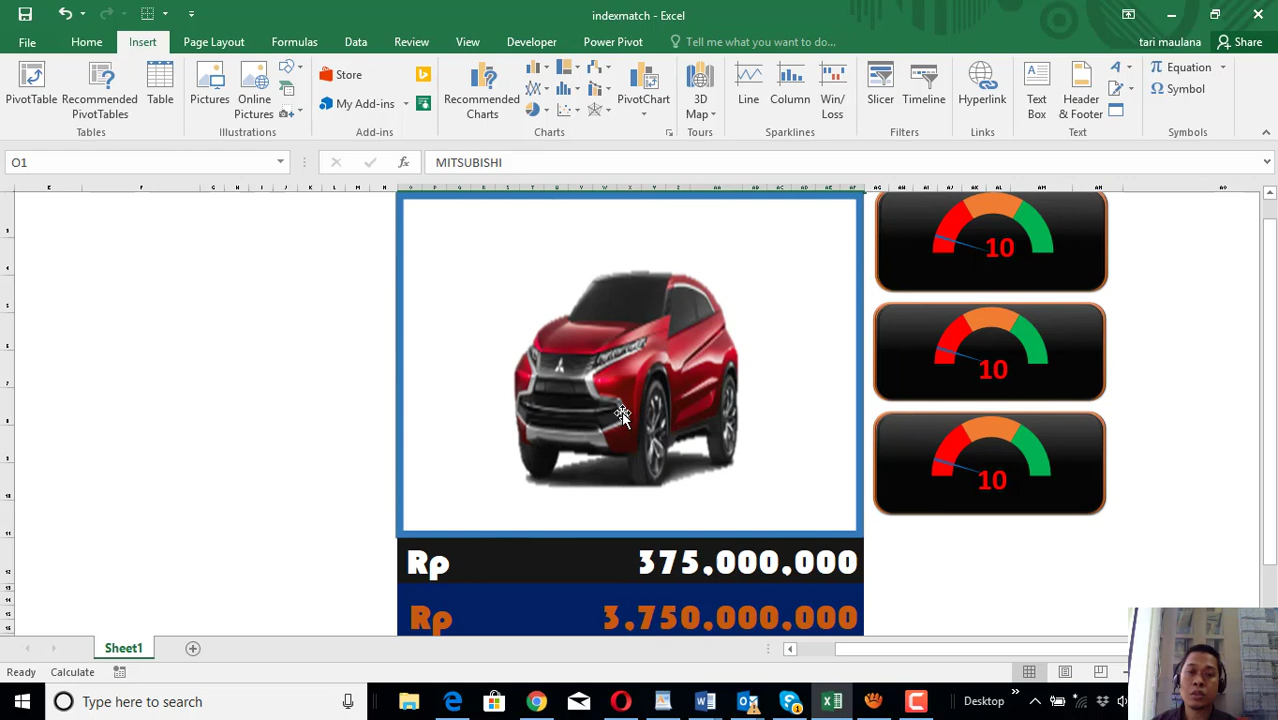 indexmatch - Excel
File Home Insert Page Layout Formulas Data Review View Developer Power Pivot Tell me what you want to do...
tari maulana Share
PivotTable Recommended PivotTables Table
Tables
Pictures Online Pictures
Illustrations
Store
My Add-ins
Add-ins
Recommended Charts PivotChart
Charts
3D Map
Tours
Line Column Win/Loss
Sparklines
Slicer Timeline
Filters
Hyperlink
Links
Text Box Header & Footer
Text
Equation
Symbol
Symbols
O1 fx MITSUBISHI
10
10
10
Rp 375,000,000
Rp 3,750,000,000
Sheet1
Ready Calculate
Type here to search
Desktop